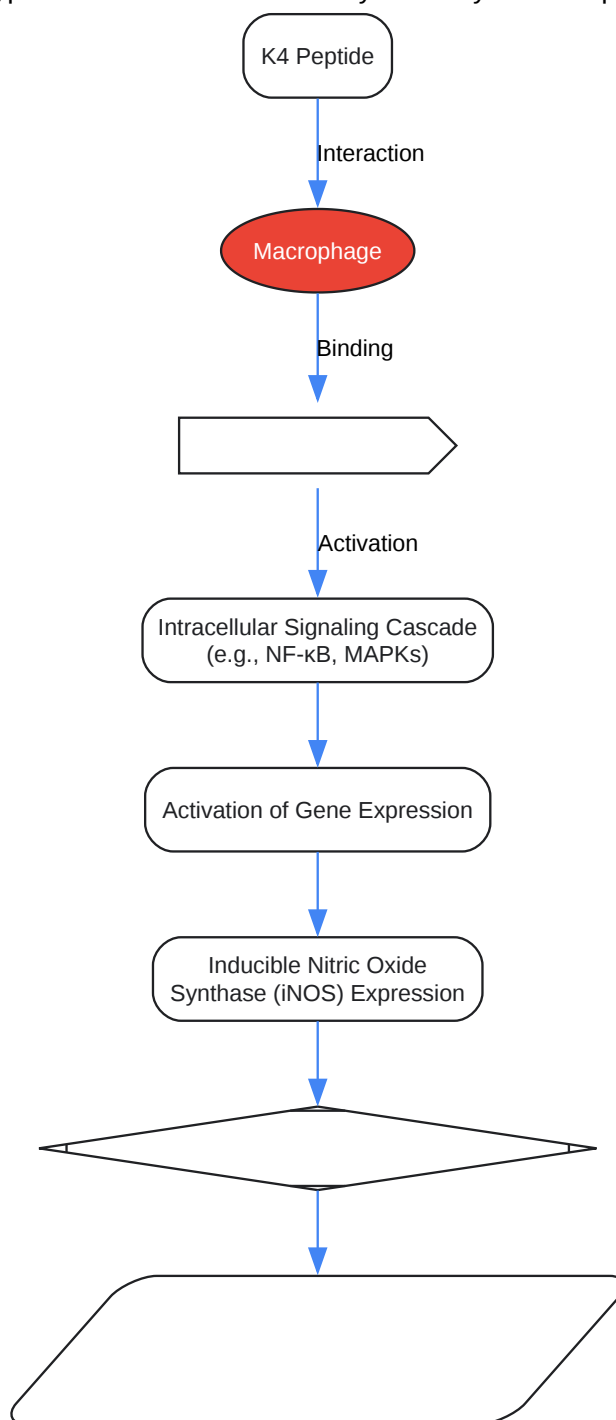 K4 Peptide
Interaction
Macrophage
Binding
Activation
Intracellular Signaling Cascade
(e.g., NF-κB, MAPKs)
Activation of Gene Expression
Inducible Nitric Oxide
Synthase (iNOS) Expression